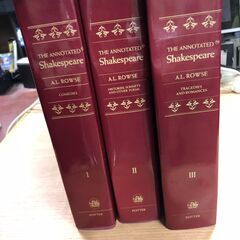 THE ANNOTATED
Shakespeare
A.L. ROWSE
COMEDIES
I
POTTER
THE ANNOTATED
Shakespeare
A.L. ROWSE
HISTORIES, SONNETS
AND OTHER POEMS
II
POTTER
THE ANNOTATED
Shakespeare
A.L. ROWSE
TRAGEDIES
AND ROMANCES
III
POTTER